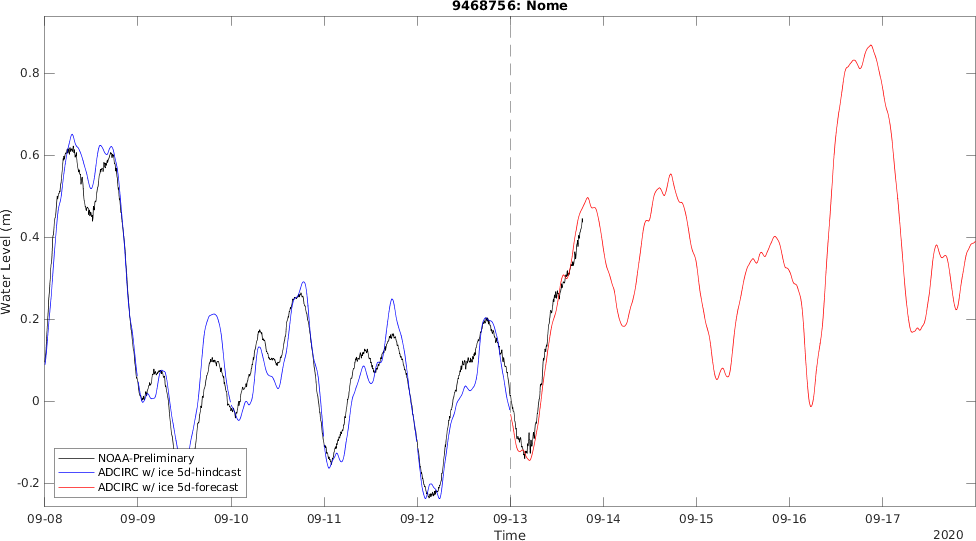 9468756: Nome
Water Level (m)
0.8
0.6
0.4
0.2
0
-0.2
NOAA-Preliminary
ADCIRC w/ ice 5d-hindcast
ADCIRC w/ ice 5d-forecast
09-08 09-09 09-10 09-11 09-12 09-13 09-14 09-15 09-16 09-17
Time
2020